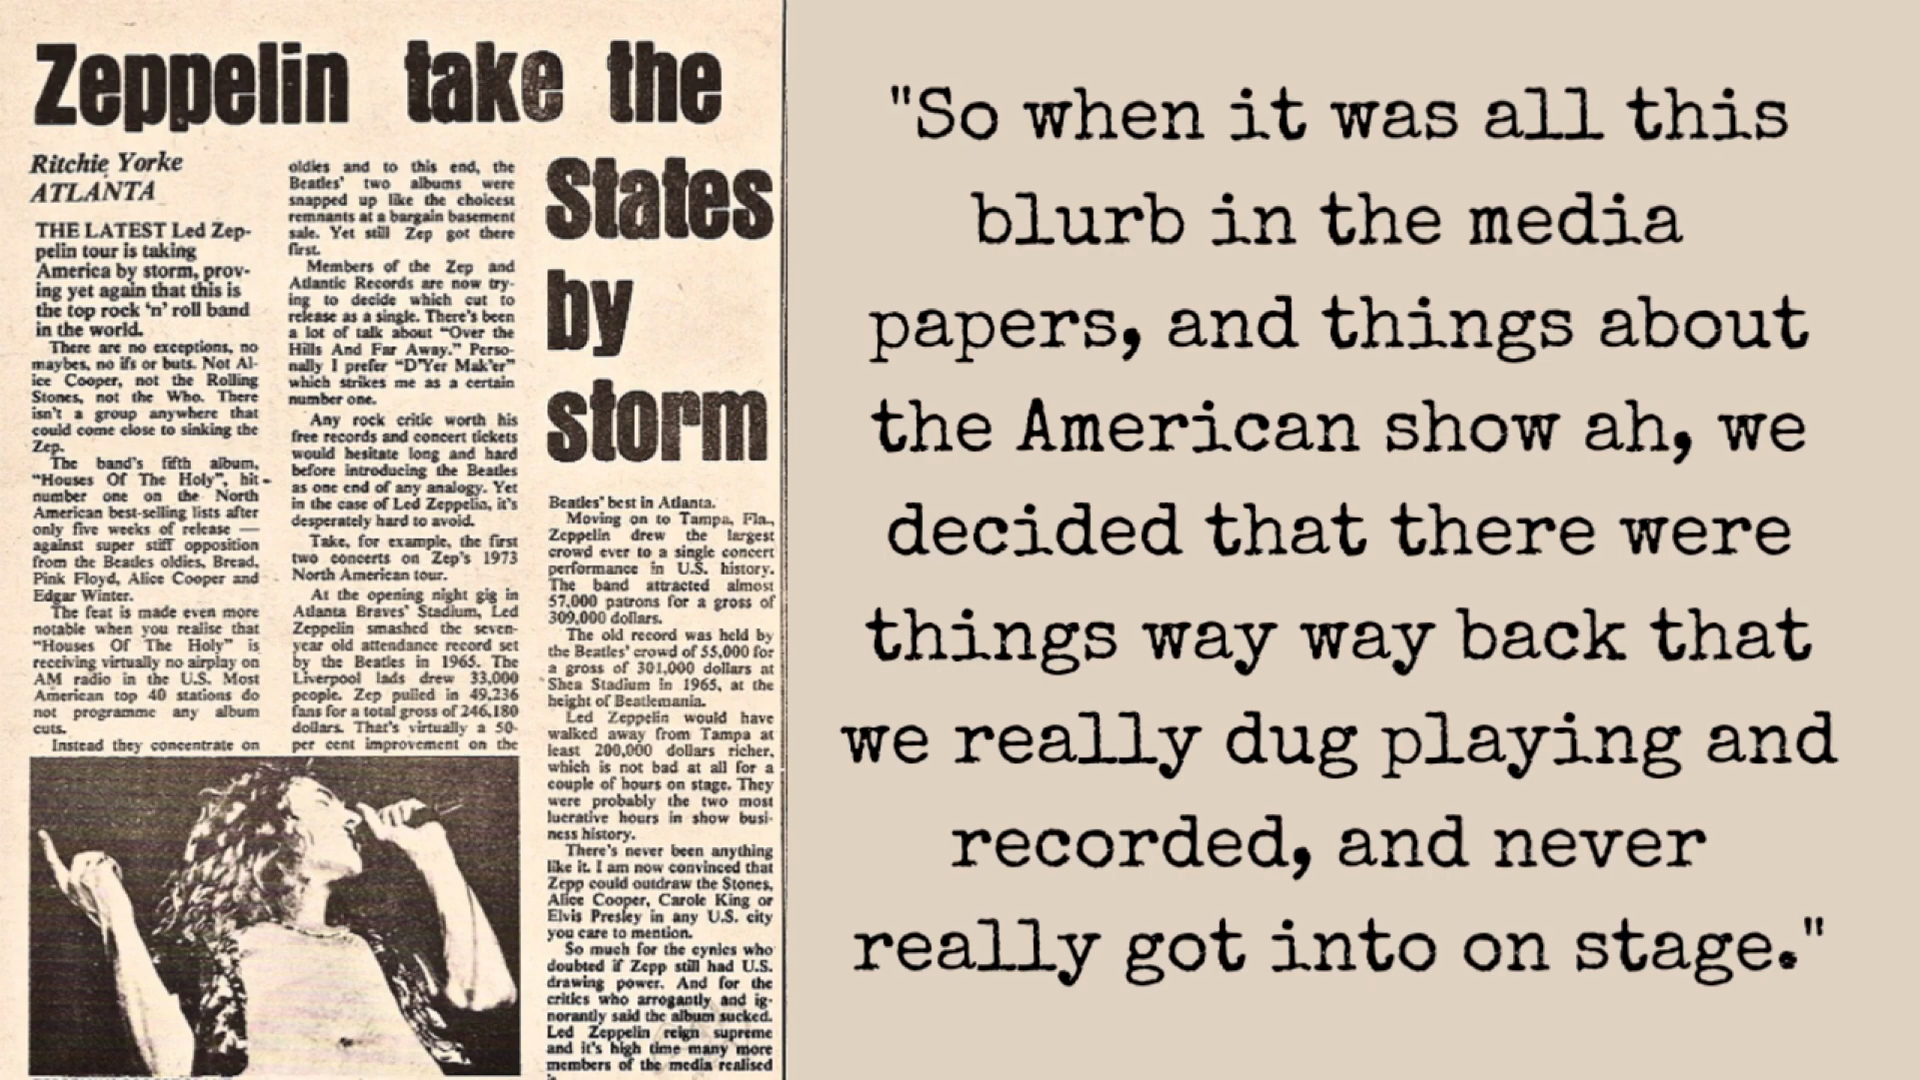 Zeppelin take the
States
by
storm
Ritchie Yorke
ATLANTA
THE LATEST Led Zep-
pelin tour is taking
America by storm, prov-
ing yet again that this is
the top rock 'n' roll band
in the world.
There are no exceptions, no
maybes, no ifs or buts. Not Al-
ice Cooper, not the Rolling
Stones, not the Who. There
isn't a group anywhere that
could come close to sinking the
Zep.
The band's fifth album,
"Houses Of The Holy", hit
number one on the North
American best-selling lists after
only five weeks of release —
against super stiff opposition
from the Beatles oldies, Bread,
Pink Floyd, Alice Cooper and
Edgar Winter.
The feat is made even more
notable when you realise that
"Houses Of The Holy" is
receiving virtually no airplay on
AM radio in the U.S. Most
American top 40 stations do
not programme any album
cuts.
Instead they concentrate on
oldies and to this end, the
Beatles' two albums were
snapped up like the choicest
remnants at a bargain basement
sale. Yet still Zep got there
first.
Members of the Zep and
Atlantic Records are now try-
ing to decide which cut to
release as a single. There's been
a lot of talk about "Over the
Hills And Far Away." Perso-
nally I prefer "D'Yer Mak'er"
which strikes me as a certain
number one.
Any rock critic worth his
free records and concert tickets
would hesitate long and hard
before introducing the Beatles
as one end of any analogy. Yet
in the case of Led Zeppelin, it's
desperately hard to avoid.
Take, for example, the first
two concerts on Zep's 1973
North American tour.
At the opening night gig in
Atlanta Braves' Stadium, Led
Zeppelin smashed the seven-
year old attendance record set
by the Beatles in 1965. The
Liverpool lads drew 33,000
people. Zep pulled in 49,236
fans for a total gross of 246,180
dollars. That's virtually a 50-
per cent improvement on the
Beatles' best in Atlanta.
Moving on to Tampa, Fla.,
Zeppelin drew the largest
crowd ever to a single concert
performance in U.S. history.
The band attracted almost
57,000 patrons for a gross of
309,000 dollars.
The old record was held by
the Beatles' crowd of 55,000 for
a gross of 301,000 dollars at
Shea Stadium in 1965, at the
height of Beatlemania.
Led Zeppelin would have
walked away from Tampa at
least 200,000 dollars richer,
which is not bad at all for a
couple of hours on stage. They
were probably the two most
lucrative hours in show busi-
ness history.
There's never been anything
like it. I am now convinced that
Zepp could outdraw the Stones,
Alice Cooper, Carole King or
Elvis Presley in any U.S. city
you care to mention.
So much for the cynics who
doubted if Zepp still had U.S.
drawing power. And for the
critics who arrogantly and ig-
norantly said the album sucked.
Led Zeppelin reign supreme
and it's high time many more
members of the media realised
"So when it was all this
blurb in the media
papers, and things about
the American show ah, we
decided that there were
things way way back that
we really dug playing and
recorded, and never
really got into on stage."